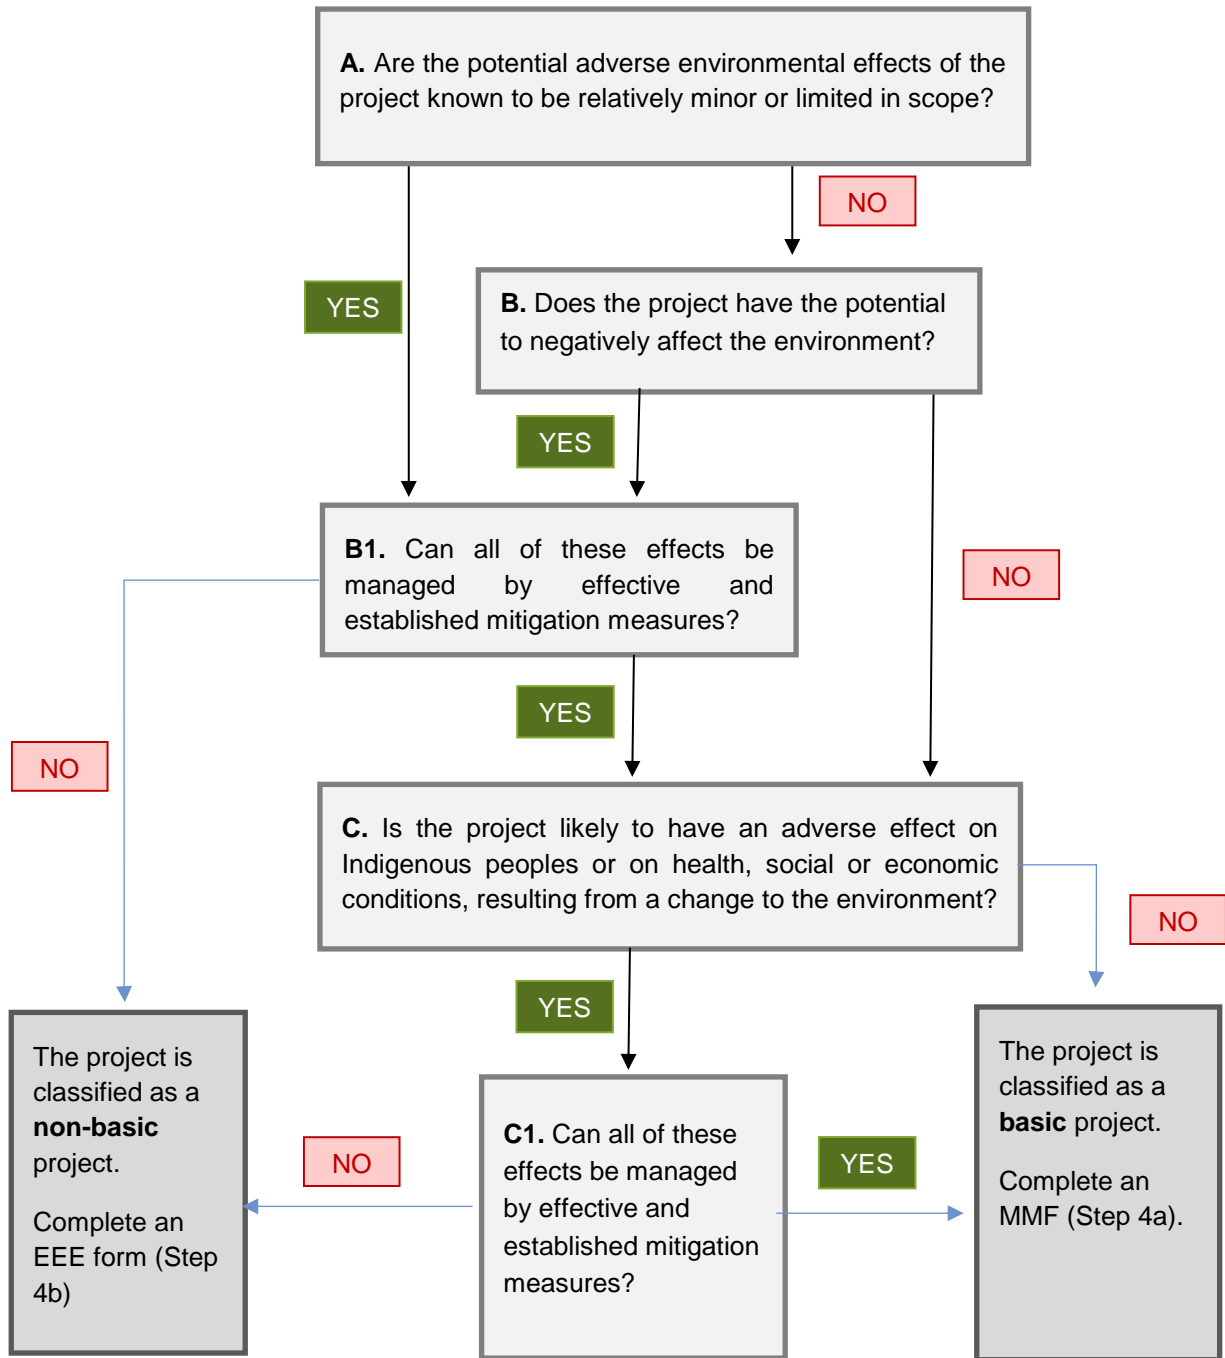 A. Are the potential adverse environmental effects of the
project known to be relatively minor or limited in scope?
NO
YES
B. Does the project have the potential
to negatively affect the environment?
YES
B1. Can all of these effects be
managed by effective and
established mitigation measures?
NO
YES
NO
C. Is the project likely to have an adverse effect on
Indigenous peoples or on health, social or economic
conditions, resulting from a change to the environment?
NO
YES
The project is
classified as a
non-basic
project.
Complete an
EEE form (Step
4b)
NO
C1. Can all of these
effects be managed
by effective and
established mitigation
measures?
YES
The project is
classified as a
basic project.
Complete an
MMF (Step 4a).